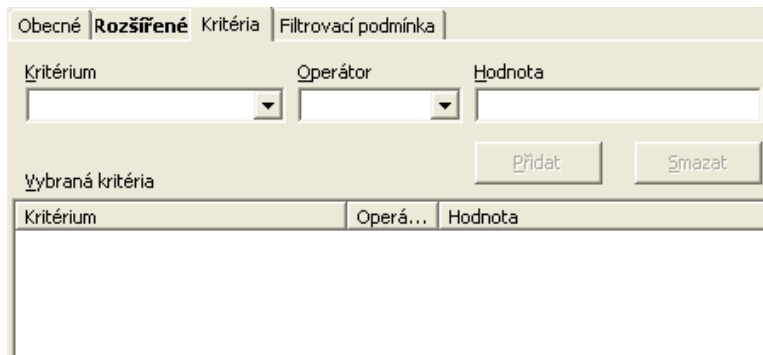 Obecné Rozšířené Kritéria Filtrovací podmínka
Kritérium Operátor Hodnota
Přidat Smazat
Vybraná kritéria
Kritérium Operá... Hodnota